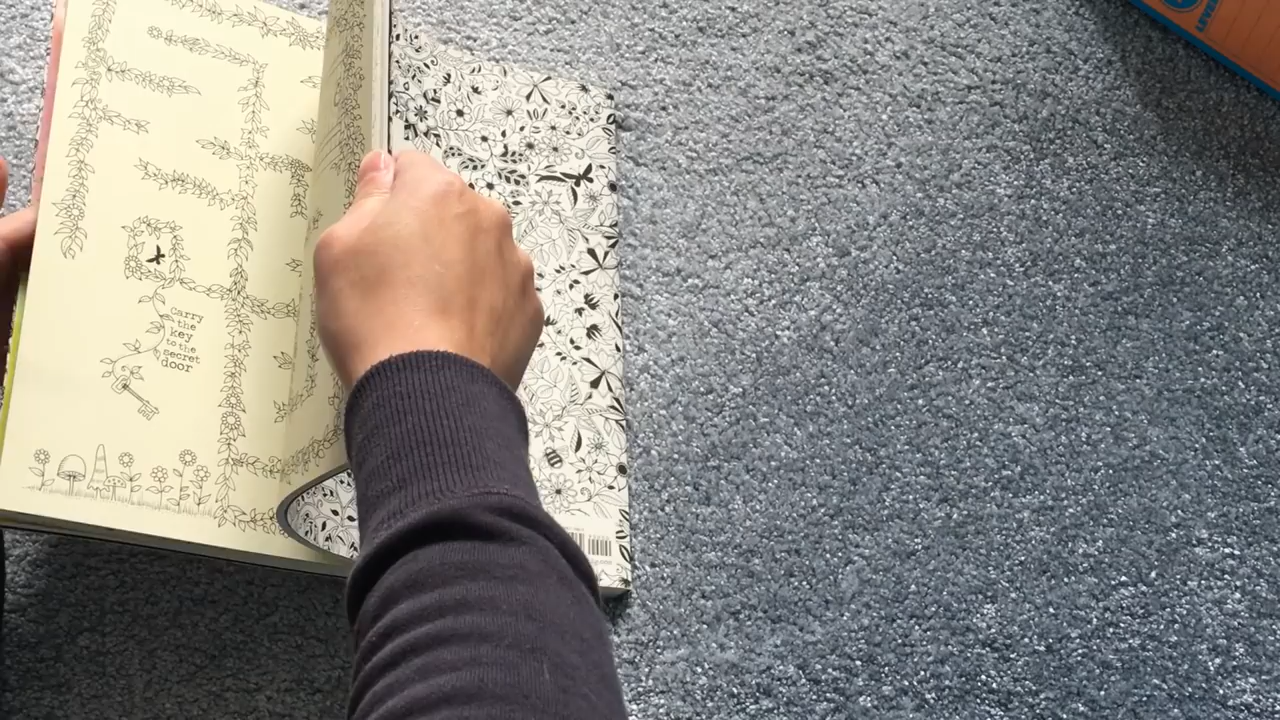 Carry
the
key
to the
secret
door